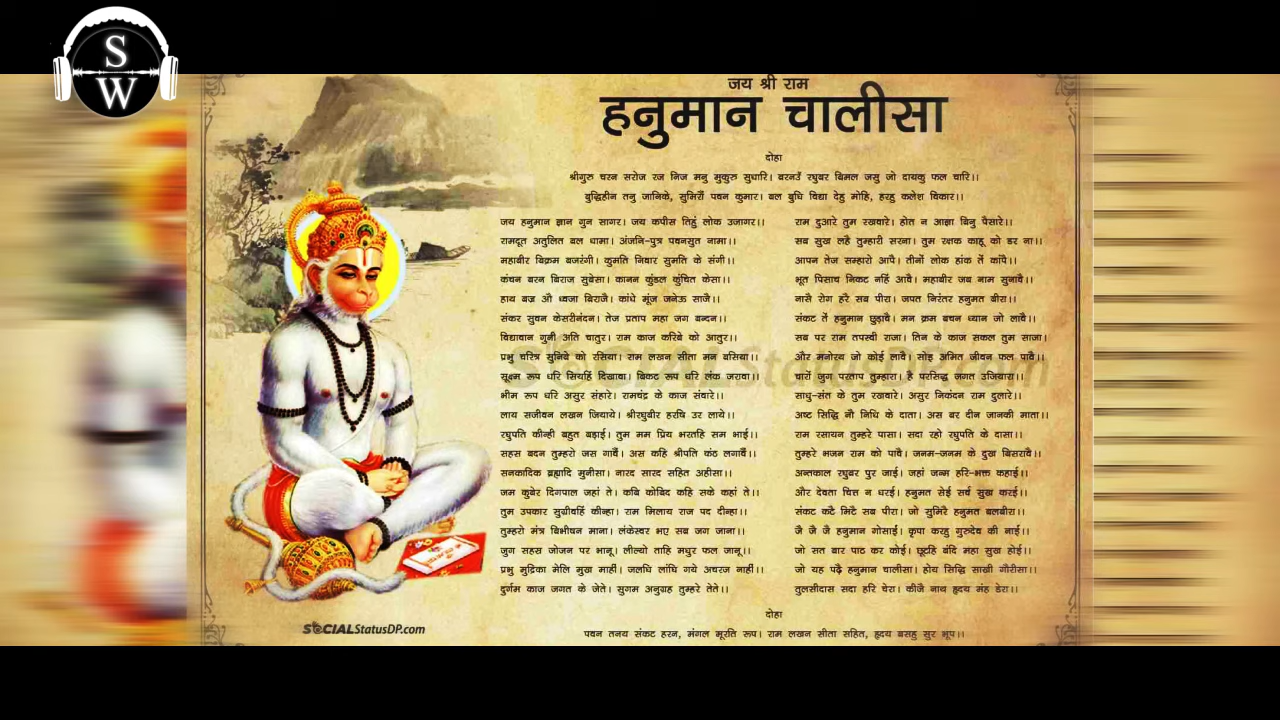 S
W
जय श्री राम
हनुमान चालीसा
दोहा
श्रीगुरु चरन सरोज रज निज मनु मुकुरु सुधारि। बरनउँ रघुबर बिमल जसु जो दायकु फल चारि।।
बुद्धिहीन तनु जानिके, सुमिरौं पवन कुमार। बल बुधि विद्या देहु मोहि, हरहु कलेश विकार।।
जय हनुमान ज्ञान गुन सागर। जय कपीस तिहुं लोक उजागर।।
रामदूत अतुलित बल धामा। अंजनि-पुत्र पवनसुत नामा।।
महाबीर बिक्रम बजरंगी। कुमति निवार सुमति के संगी।।
कंचन बरन बिराज सुबेसा। कानन कुंडल कुंचित केसा।।
हाथ बज्र औ ध्वजा बिराजै। कांधे मूंज जनेऊ साजै।।
संकर सुवन केसरीनंदन। तेज प्रताप महा जग बन्दन।।
विद्यावान गुनी अति चातुर। राम काज करिबे को आतुर।।
प्रभु चरित्र सुनिबे को रसिया। राम लखन सीता मन बसिया।।
सूक्ष्म रूप धरि सियहिं दिखावा। बिकट रूप धरि लंक जरावा।।
भीम रूप धरि असुर संहारे। रामचंद्र के काज संवारे।।
लाय सजीवन लखन जियाये। श्रीरघुबीर हरषि उर लाये।।
रघुपति कीन्ही बहुत बड़ाई। तुम मम प्रिय भरतहि सम भाई।।
सहस बदन तुम्हरो जस गावैं। अस कहि श्रीपति कंठ लगावैं।।
सनकादिक ब्रह्मादि मुनीसा। नारद सारद सहित अहीसा।।
जम कुबेर दिगपाल जहां ते। कबि कोबिद कहि सके कहां ते।।
तुम उपकार सुग्रीवहिं कीन्हा। राम मिलाय राज पद दीन्हा।।
तुम्हरो मंत्र बिभीषन माना। लंकेस्वर भए सब जग जाना।।
जुग सहस जोजन पर भानू। लील्यो ताहि मधुर फल जानू।।
प्रभु मुद्रिका मेलि मुख माहीं। जलधि लांघि गये अचरज नाहीं।।
दुर्गम काज जगत के जेते। सुगम अनुग्रह तुम्हरे तेते।।
राम दुआरे तुम रखवारे। होत न आज्ञा बिनु पैसारे।।
सब सुख लहै तुम्हारी सरना। तुम रक्षक काहू को डर ना।।
आपन तेज सम्हारो आपै। तीनों लोक हांक तें कांपै।।
भूत पिसाच निकट नहिं आवै। महाबीर जब नाम सुनावै।।
नासै रोग हरै सब पीरा। जपत निरंतर हनुमत बीरा।।
संकट तें हनुमान छुड़ावै। मन क्रम बचन ध्यान जो लावै।।
सब पर राम तपस्वी राजा। तिन के काज सकल तुम साजा।
और मनोरथ जो कोई लावै। सोइ अमित जीवन फल पावै।।
चारों जुग परताप तुम्हारा। है परसिद्ध जगत उजियारा।।
साधु-संत के तुम रखवारे। असुर निकंदन राम दुलारे।।
अष्ट सिद्धि नौ निधि के दाता। अस बर दीन जानकी माता।।
राम रसायन तुम्हरे पासा। सदा रहो रघुपति के दासा।।
तुम्हरे भजन राम को पावै। जनम-जनम के दुख बिसरावै।।
अन्तकाल रघुबर पुर जाई। जहां जन्म हरि-भक्त कहाई।।
और देवता चित्त न धरई। हनुमत सेई सर्ब सुख करई।।
संकट कटै मिटै सब पीरा। जो सुमिरै हनुमत बलबीरा।।
जै जै जै हनुमान गोसाईं। कृपा करहु गुरुदेव की नाईं।।
जो सत बार पाठ कर कोई। छूटहि बंदि महा सुख होई।।
जो यह पढ़ै हनुमान चालीसा। होय सिद्धि साखी गौरीसा।।
तुलसीदास सदा हरि चेरा। कीजै नाथ हृदय मंह डेरा।।
दोहा
पवन तनय संकट हरन, मंगल मूरति रूप। राम लखन सीता सहित, हृदय बसहु सुर भूप।।
SOCIALStatusDP.com